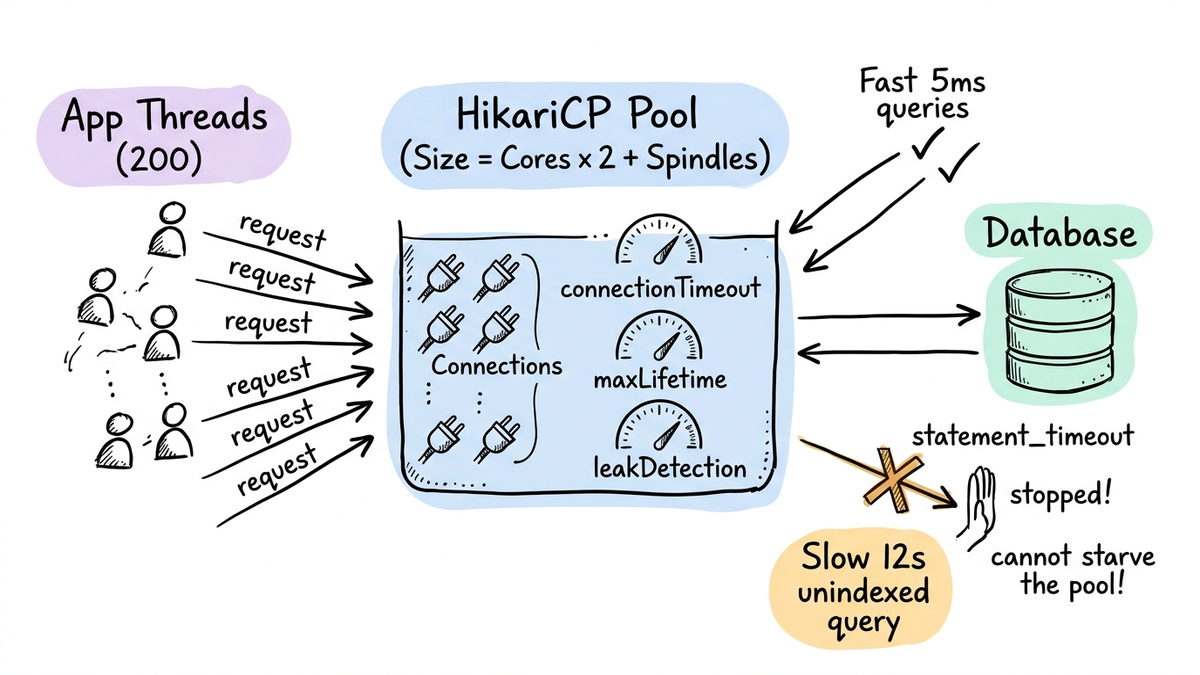 App Threads
(200)
request
request
request
request
request
request
HikariCP Pool
(Size = Cores x 2 + Spindles)
Connections
connectionTimeout
maxLifetime
leakDetection
Fast 5ms
queries
Database
statement_timeout
stopped!
cannot starve
the pool!
Slow 12s
unindexed
query